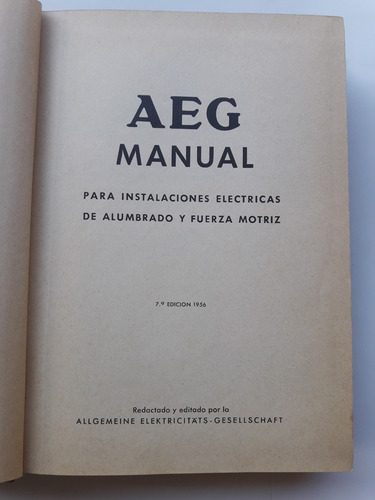 AEG
MANUAL
PARA INSTALACIONES ELECTRICAS
DE ALUMBRADO Y FUERZA MOTRIZ
7.º EDICION 1956
Redactado y editado por la
ALLGEMEINE ELEKTRICITÄTS-GESELLSCHAFT